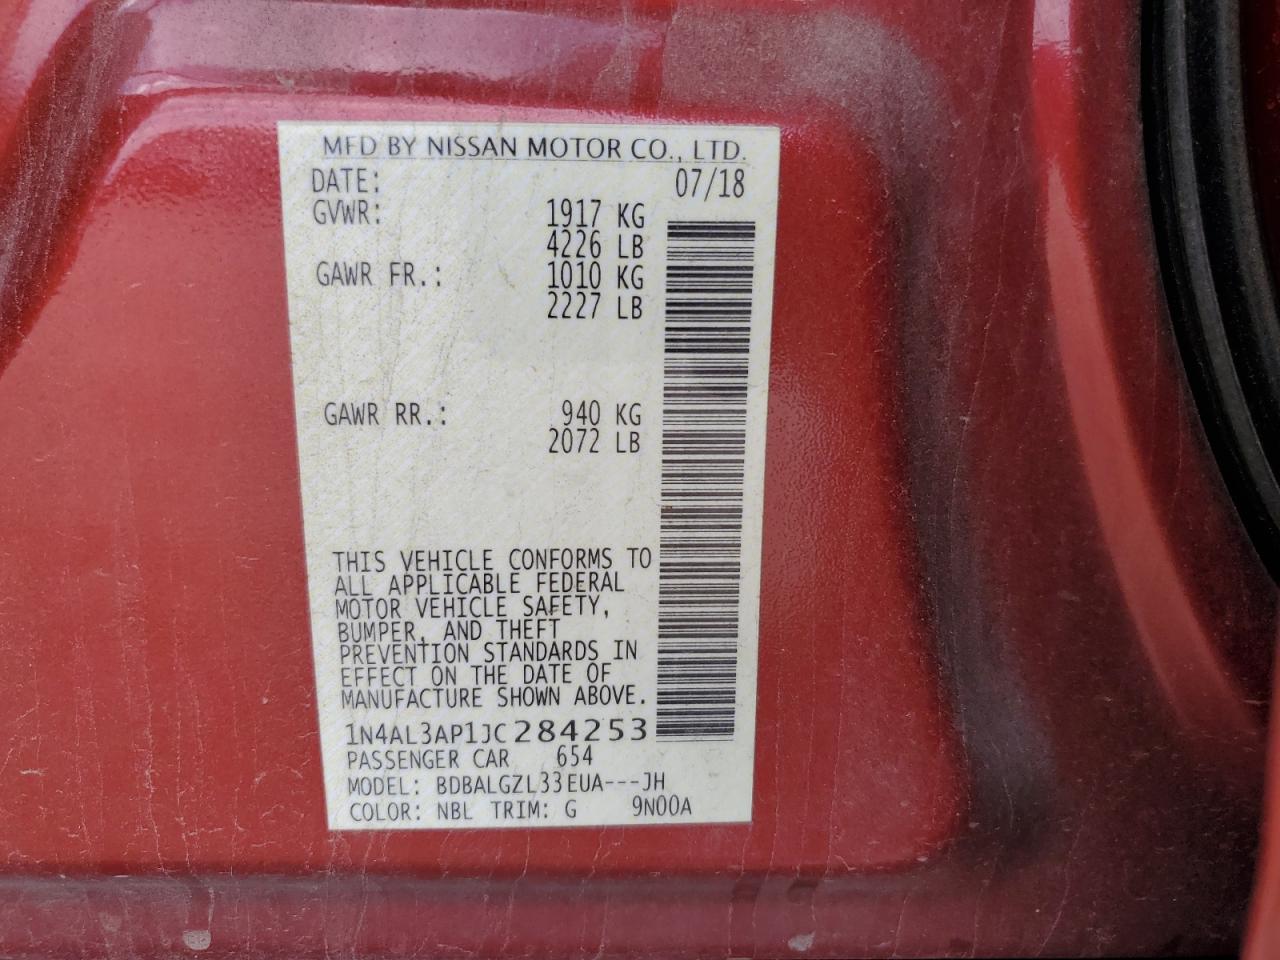 MFD BY NISSAN MOTOR CO., LTD.
DATE: 07/18
GVWR: 1917 KG
4226 LB
GAWR FR.: 1010 KG
2227 LB
GAWR RR.: 940 KG
2072 LB
THIS VEHICLE CONFORMS TO
ALL APPLICABLE FEDERAL
MOTOR VEHICLE SAFETY,
BUMPER, AND THEFT
PREVENTION STANDARDS IN
EFFECT ON THE DATE OF
MANUFACTURE SHOWN ABOVE.
1N4AL3AP1JC284253
PASSENGER CAR 654
MODEL: BDBALGZL33EUA---JH
COLOR: NBL TRIM: G 9N00A